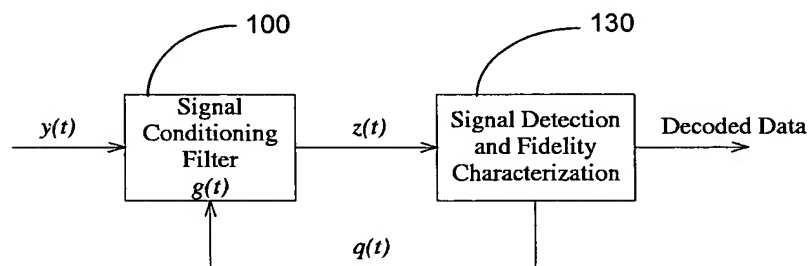 100
130
y(t)
Signal
Conditioning
Filter
g(t)
z(t)
Signal Detection
and Fidelity
Characterization
Decoded Data
q(t)